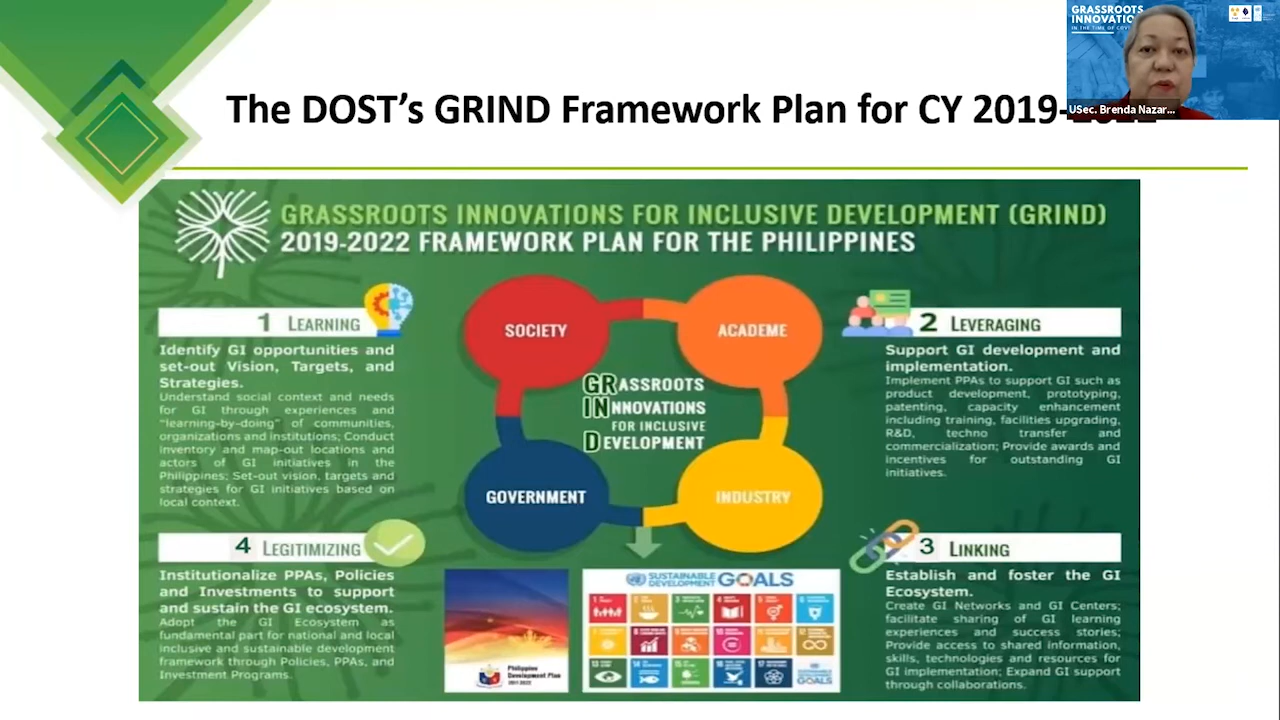 GRASSROOTS
INNOVATIO
IN THE TIME OF COV
USec. Brenda Nazar...
The DOST's GRIND Framework Plan for CY 2019-2022
GRASSROOTS INNOVATIONS FOR INCLUSIVE DEVELOPMENT (GRIND)
2019-2022 FRAMEWORK PLAN FOR THE PHILIPPINES
1 LEARNING
Identify GI opportunities and
set-out Vision, Targets, and
Strategies.
Understand social context and needs
for GI through experiences and
"learning-by-doing" of communities,
organizations and institutions; Conduct
inventory and map-out locations and
actors of GI initiatives in the
Philippines; Set-out vision, targets and
strategies for GI initiatives based on
local context.
SOCIETY
ACADEME
GRASSROOTS
INNOVATIONS
FOR INCLUSIVE
DEVELOPMENT
GOVERNMENT
INDUSTRY
2 LEVERAGING
Support GI development and
implementation.
Implement PPAs to support GI such as
product development, prototyping,
patenting, capacity enhancement
including training, facilities upgrading,
R&D, techno transfer and
commercialization; Provide awards and
incentives for outstanding GI
initiatives.
4 LEGITIMIZING
Institutionalize PPAs, Policies
and Investments to support
and sustain the GI ecosystem.
Adopt the GI Ecosystem as
fundamental part for national and local
inclusive and sustainable development
framework through Policies, PPAs, and
Investment Programs.
Philippine
Development Plan
SUSTAINABLE
DEVELOPMENT
GOALS
3 LINKING
Establish and foster the GI
Ecosystem.
Create GI Networks and GI Centers;
facilitate sharing of GI learning
experiences and success stories;
Provide access to shared information,
skills, technologies and resources for
GI implementation; Expand GI support
through collaborations.